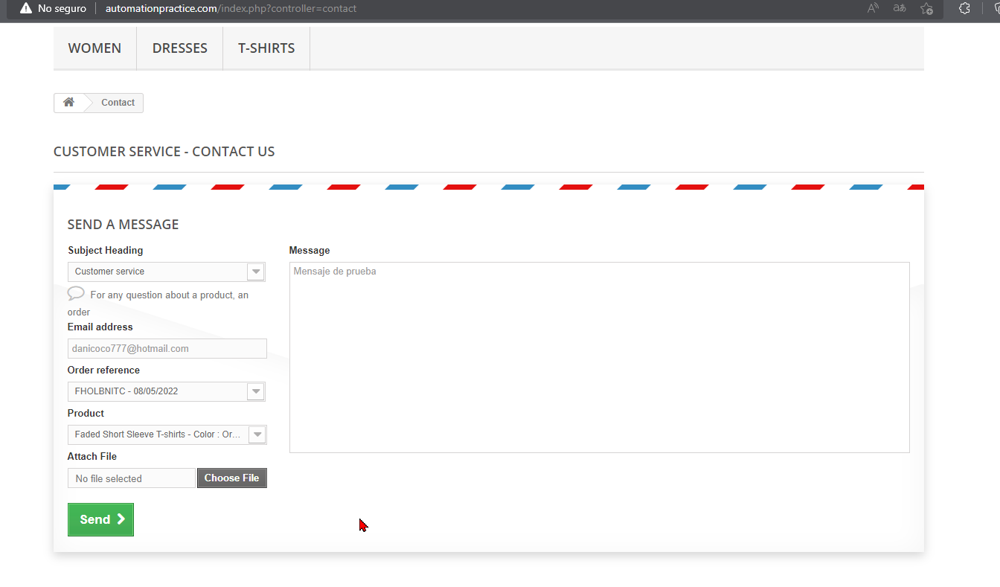 No seguro automationpractice.com/index.php?controller=contact
WOMEN DRESSES T-SHIRTS
Contact
CUSTOMER SERVICE - CONTACT US
SEND A MESSAGE
Subject Heading
Customer service
For any question about a product, an
order
Email address
danicoco777@hotmail.com
Order reference
FHOLBNITC - 08/05/2022
Product
Faded Short Sleeve T-shirts - Color : Or...
Attach File
No file selected Choose File
Send
Message
Mensaje de prueba